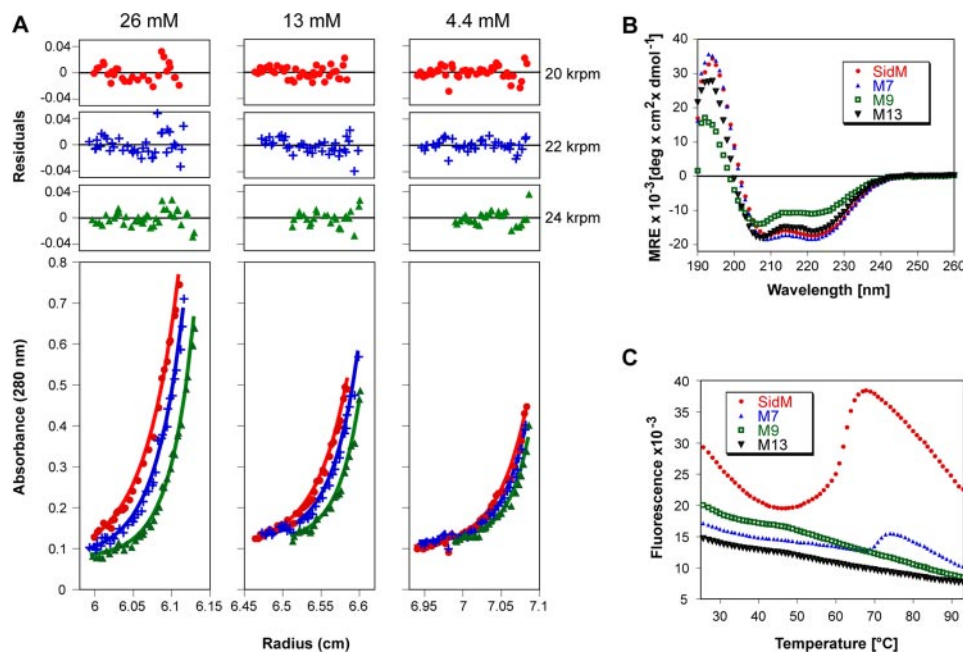 A
26 mM
13 mM
4.4 mM
Residuals
0.04
0
-0.04
20 krpm
0.04
0
-0.04
22 krpm
0.04
0
-0.04
24 krpm
Absorbance (280 nm)
0.8
0.7
0.6
0.5
0.4
0.3
0.2
0.1
0
6 6.05 6.1 6.15
6.45 6.5 6.55 6.6
6.95 7 7.05 7.1
Radius (cm)
B
MRE x 10-3 [deg x cm2 x dmol-1]
40
30
20
10
0
-10
-20
SidM
M7
M9
M13
190 200 210 220 230 240 250 260
Wavelength [nm]
C
Fluorescence x10-3
40
35
30
25
20
15
10
5
SidM
M7
M9
M13
30 40 50 60 70 80 90
Temperature [°C]